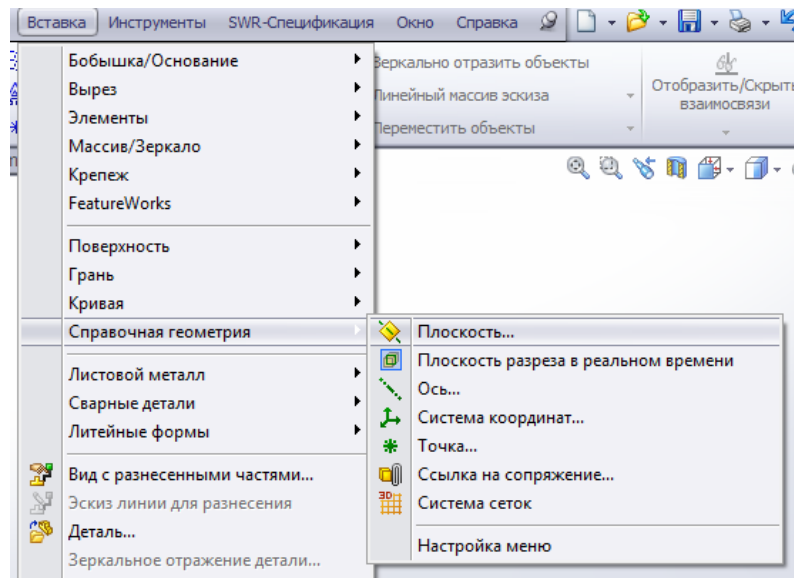 Вставка Инструменты SWR-Спецификация Окно Справка
Бобышка/Основание
Вырез
Элементы
Массив/Зеркало
Крепеж
FeatureWorks
Поверхность
Грань
Кривая
Справочная геометрия
Листовой металл
Сварные детали
Литейные формы
Вид с разнесенными частями...
Эскиз линии для разнесения
Деталь...
Зеркальное отражение детали...
Зеркально отразить объекты
Линейный массив эскиза
Переместить объекты
Отобразить/Скрыть
взаимосвязи
Плоскость...
Плоскость разреза в реальном времени
Ось...
Система координат...
Точка...
Ссылка на сопряжение...
3D
Система сеток
Настройка меню